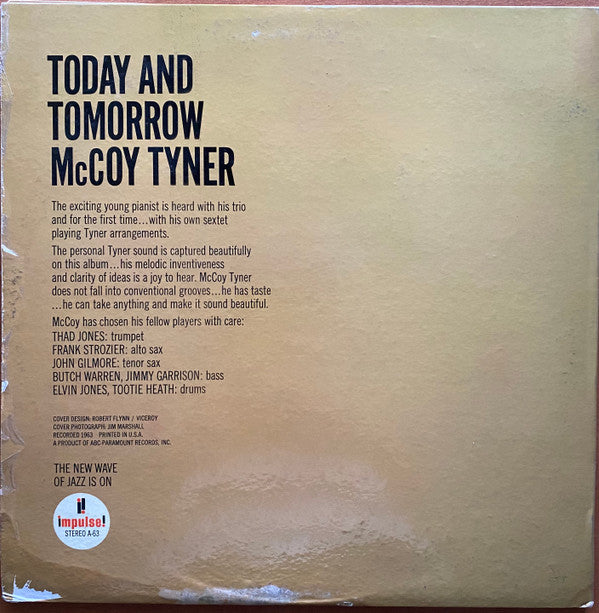 TODAY AND
TOMORROW
McCOY TYNER
The exciting young pianist is heard with his trio
and for the first time...with his own sextet
playing Tyner arrangements.
The personal Tyner sound is captured beautifully
on this album...his melodic inventiveness
and clarity of ideas is a joy to hear. McCoy Tyner
does not fall into conventional grooves...he has taste
...he can take anything and make it sound beautiful.
McCoy has chosen his fellow players with care:
THAD JONES: trumpet
FRANK STROZIER: alto sax
JOHN GILMORE: tenor sax
BUTCH WARREN, JIMMY GARRISON: bass
ELVIN JONES, TOOTIE HEATH: drums
COVER DESIGN: ROBERT FLYNN / VICEROY
COVER PHOTOGRAPH: JIM MARSHALL
RECORDED 1963 PRINTED IN U.S.A.
A PRODUCT OF ABC-PARAMOUNT RECORDS, INC.
THE NEW WAVE
OF JAZZ IS ON
i!
impulse!
STEREO A-63